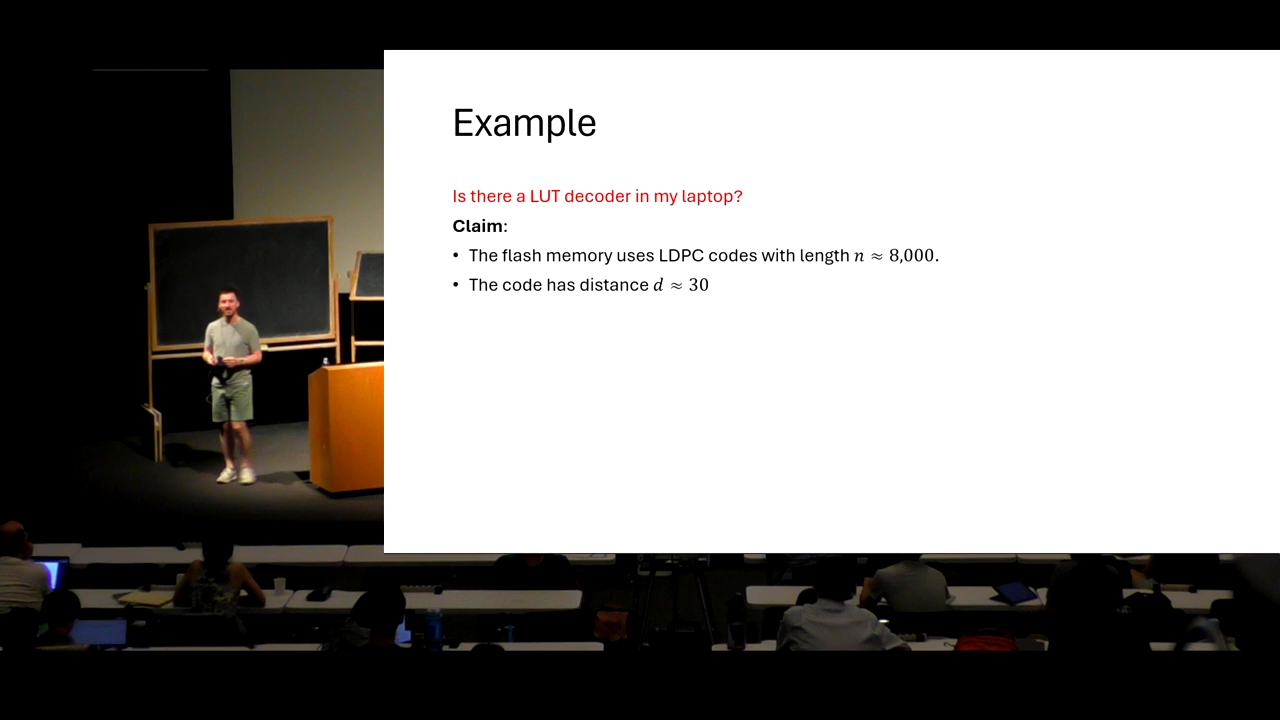 Example
Is there a LUT decoder in my laptop?
Claim:
• The flash memory uses LDPC codes with length n ≈ 8,000.
• The code has distance d ≈ 30